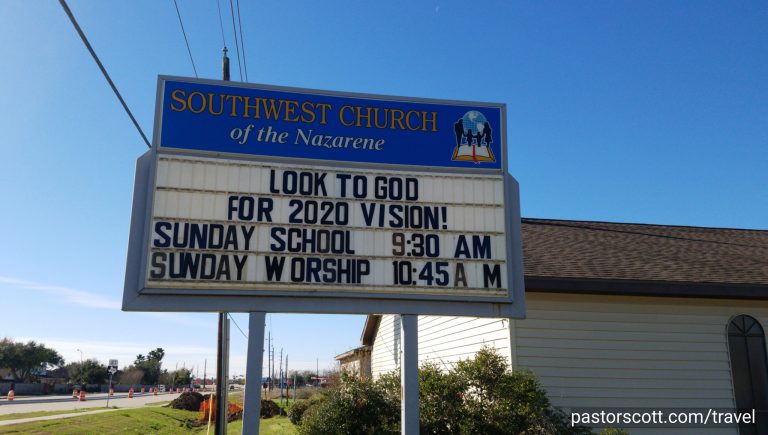 SOUTHWEST CHURCH
of the Nazarene
LOOK TO GOD
FOR 2020 VISION!
SUNDAY SCHOOL 9:30 AM
SUNDAY WORSHIP 10:45A M
pastorscott.com/travel